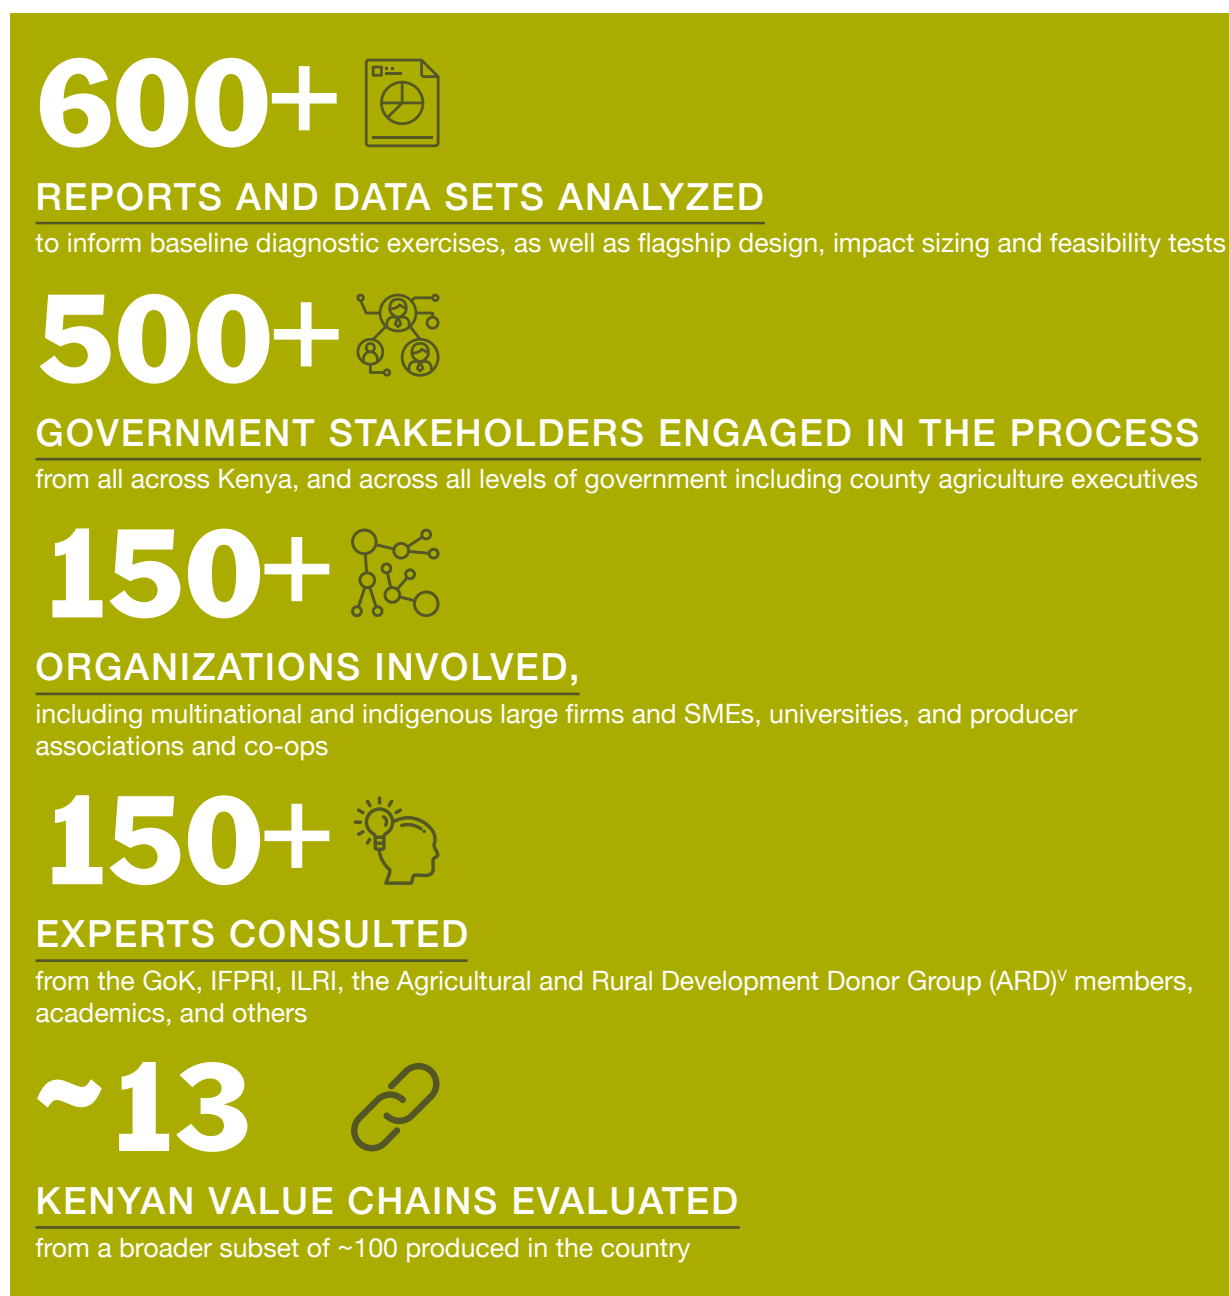 600+
REPORTS AND DATA SETS ANALYZED
to inform baseline diagnostic exercises, as well as flagship design, impact sizing and feasibility tests
500+
GOVERNMENT STAKEHOLDERS ENGAGED IN THE PROCESS
from all across Kenya, and across all levels of government including county agriculture executives
150+
ORGANIZATIONS INVOLVED,
including multinational and indigenous large firms and SMEs, universities, and producer
associations and co-ops
150+
EXPERTS CONSULTED
from the GoK, IFPRI, ILRI, the Agricultural and Rural Development Donor Group (ARD)ⱽ members,
academics, and others
~13
KENYAN VALUE CHAINS EVALUATED
from a broader subset of ~100 produced in the country